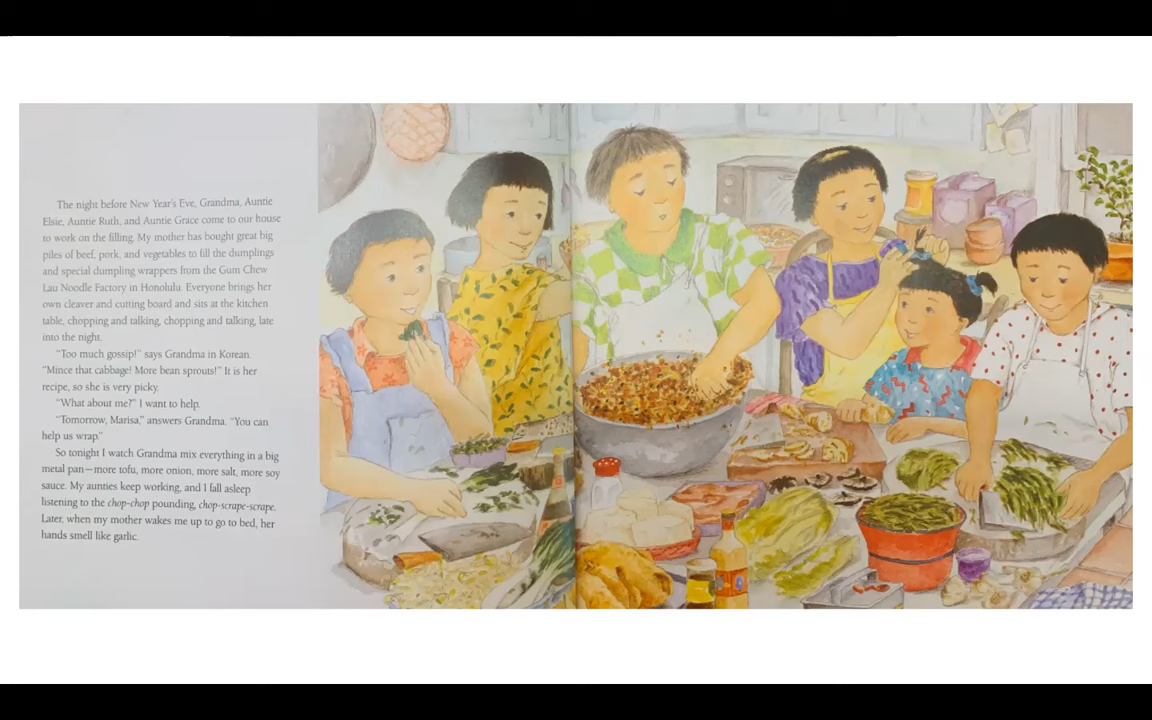 The night before New Year's Eve, Grandma, Auntie
Elsie, Auntie Ruth, and Auntie Grace come to our house
to work on the filling. My mother has bought great big
piles of beef, pork, and vegetables to fill the dumplings
and special dumpling wrappers from the Gum Chew
Lau Noodle Factory in Honolulu. Everyone brings her
own cleaver and cutting board and sits at the kitchen
table, chopping and talking, chopping and talking, late
into the night.
"Too much gossip!" says Grandma in Korean.
"Mince that cabbage! More bean sprouts!" It is her
recipe, so she is very picky.
"What about me?" I want to help.
"Tomorrow, Marisa," answers Grandma. "You can
help us wrap."
So tonight I watch Grandma mix everything in a big
metal pan—more tofu, more onion, more salt, more soy
sauce. My aunties keep working, and I fall asleep
listening to the chop-chop pounding, chop-scrape-scrape.
Later, when my mother wakes me up to go to bed, her
hands smell like garlic.